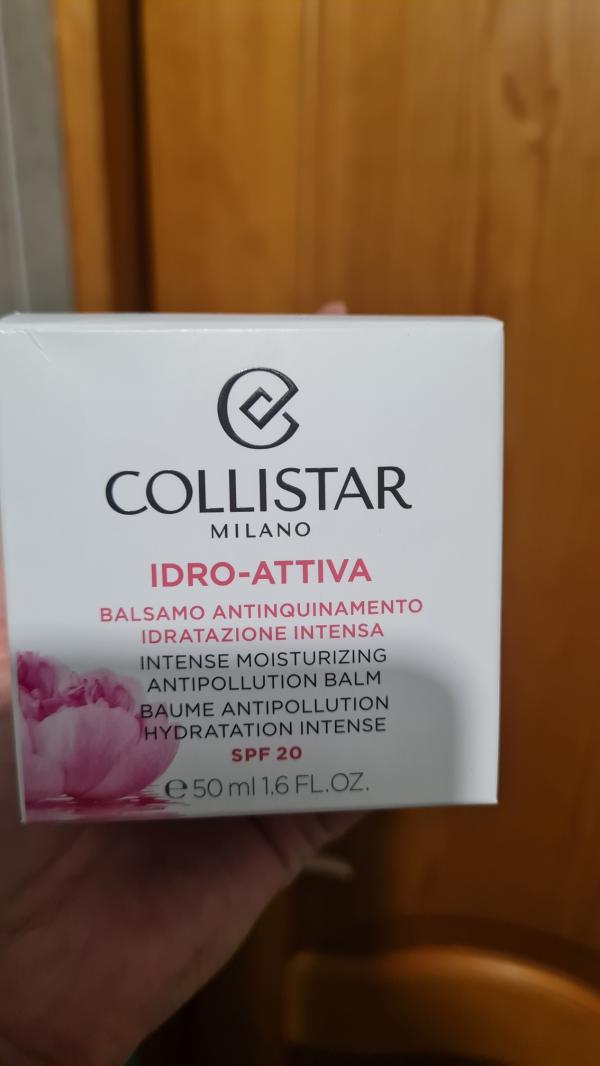 COLLISTAR
MILANO
IDRO-ATTIVA
BALSAMO ANTINQUINAMENTO
IDRATAZIONE INTENSA
INTENSE MOISTURIZING
ANTIPOLLUTION BALM
BAUME ANTIPOLLUTION
HYDRATATION INTENSE
SPF 20
℮ 50 ml 1.6 FL.OZ.